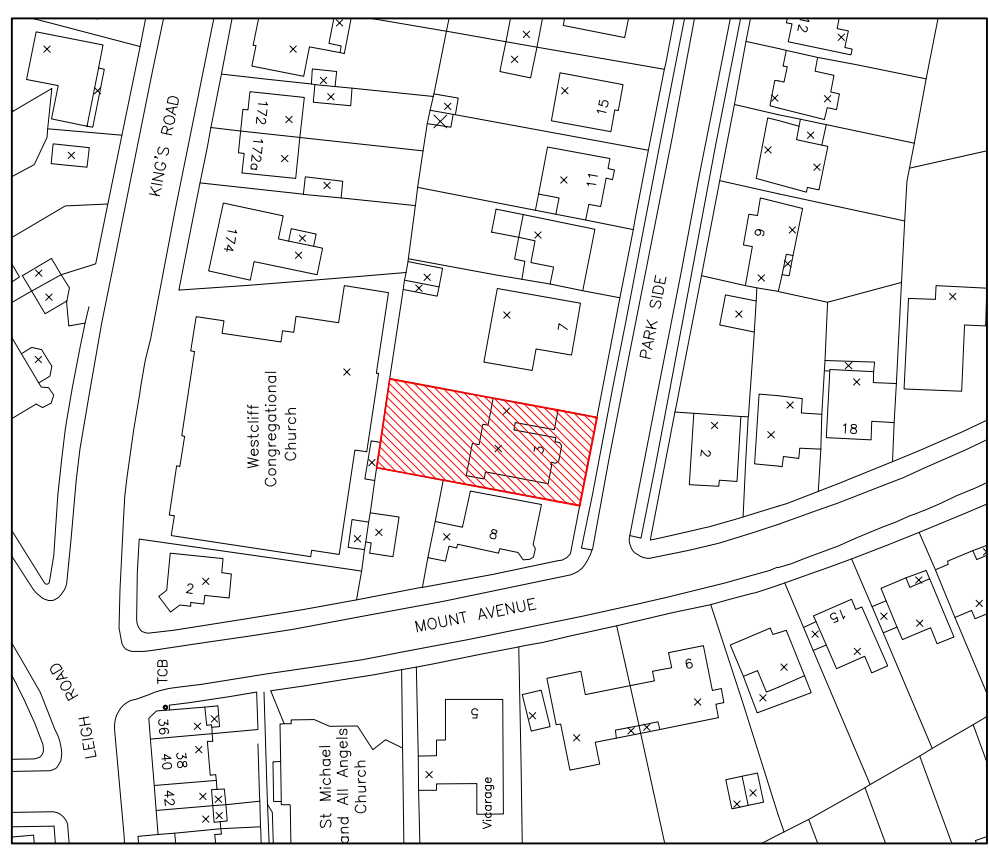 12
KING'S ROAD
172
172a
15
11
174
6
PARK SIDE
7
Westcliff
Congregational
Church
3
2
18
8
2
MOUNT AVENUE
15
9
TCB
LEIGH ROAD
36
38
40
42
5
St Michael
and All Angels
Church
Vicarage